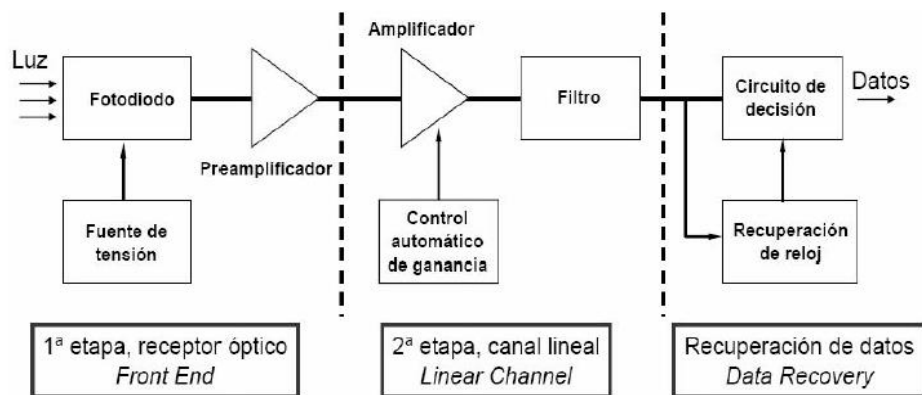 Luz
Fotodiodo
Preamplificador
Fuente de
tensión
Amplificador
Filtro
Control
automático
de ganancia
Circuito de
decisión
Datos
Recuperación
de reloj
1ª etapa, receptor óptico
Front End
2ª etapa, canal lineal
Linear Channel
Recuperación de datos
Data Recovery